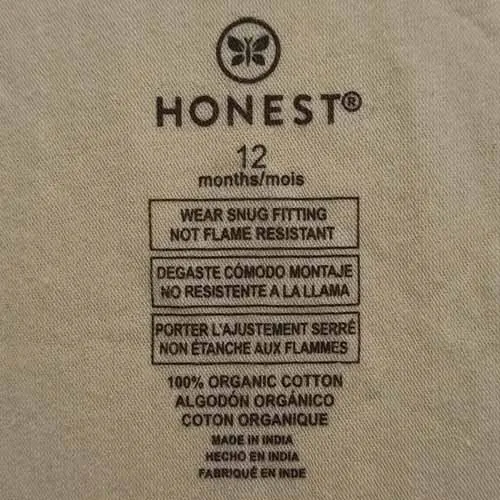 HONEST®
12
months/mois
WEAR SNUG FITTING
NOT FLAME RESISTANT
DEGASTE CÓMODO MONTAJE
NO RESISTENTE A LA LLAMA
PORTER L'AJUSTEMENT SERRÉ
NON ÉTANCHE AUX FLAMMES
100% ORGANIC COTTON
ALGODÓN ORGÁNICO
COTON ORGANIQUE
MADE IN INDIA
HECHO EN INDIA
FABRIQUÉ EN INDE